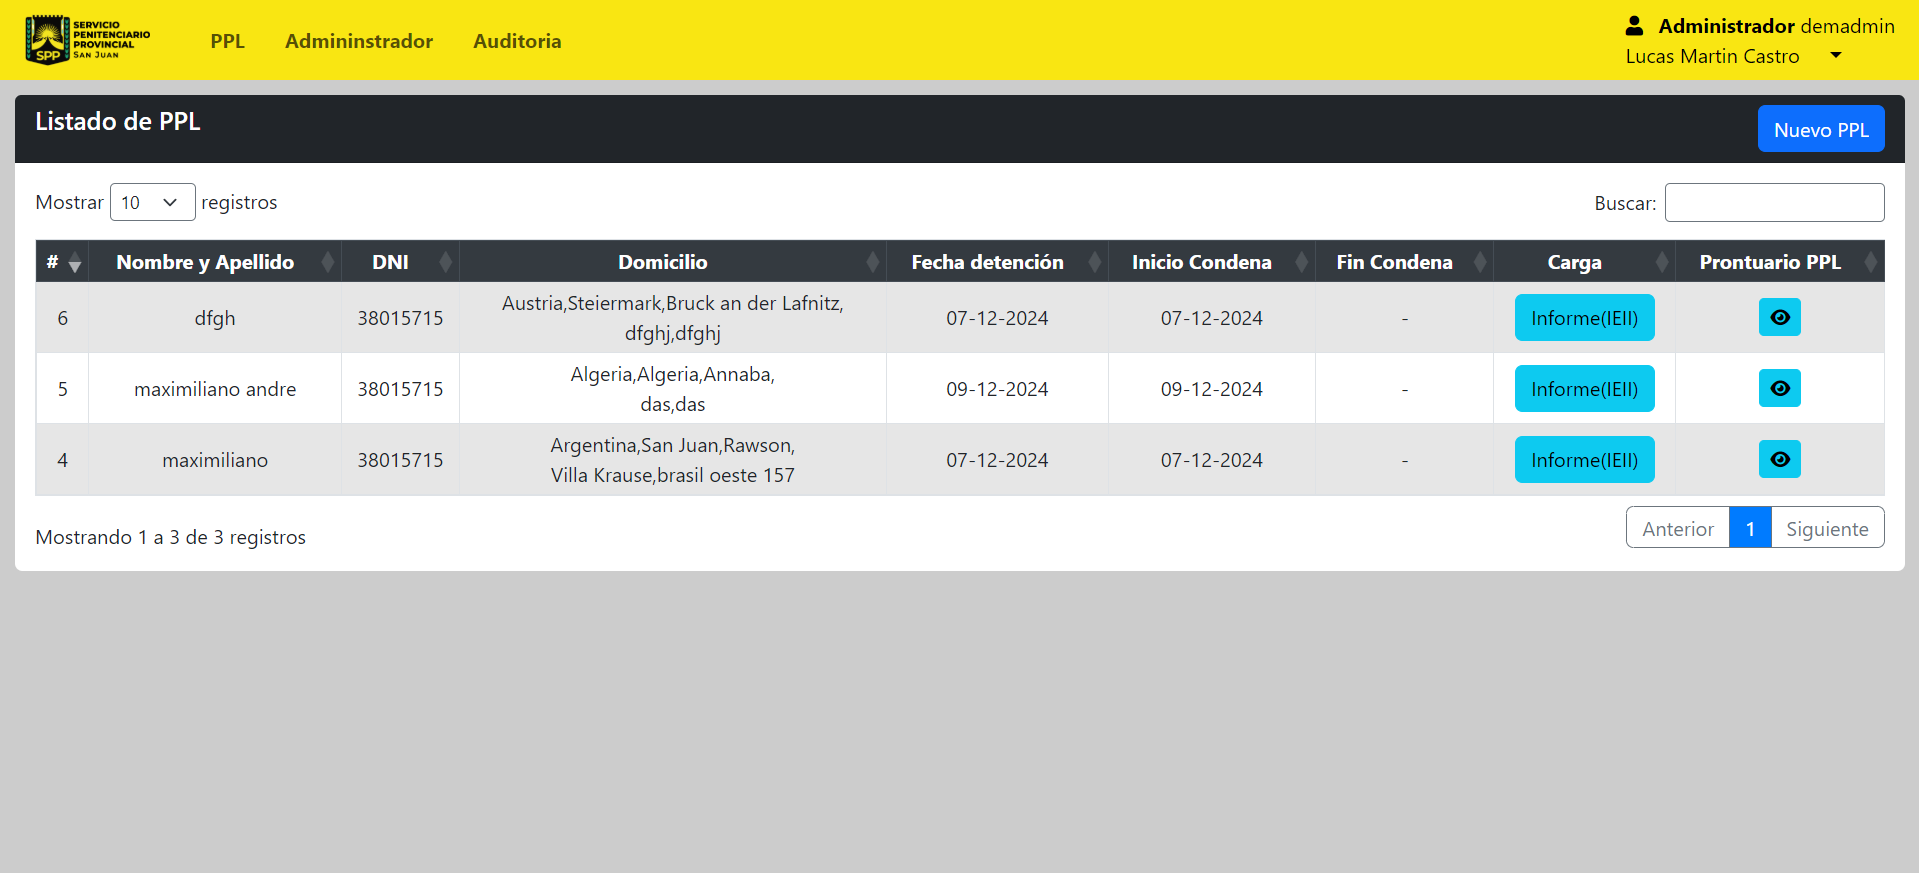 SERVICIO
PENITENCIARIO
PROVINCIAL
SAN JUAN
SPP
PPL
Admininstrador
Auditoria
Administrador demadmin
Lucas Martin Castro
Listado de PPL
Nuevo PPL
Mostrar 10 registros
Buscar:
# Nombre y Apellido DNI Domicilio Fecha detención Inicio Condena Fin Condena Carga Prontuario PPL
6 dfgh 38015715 Austria,Steiermark,Bruck an der Lafnitz,
dfghj,dfghj
07-12-2024 07-12-2024 - Informe(IEII)
5 maximiliano andre 38015715 Algeria,Algeria,Annaba,
das,das
09-12-2024 09-12-2024 - Informe(IEII)
4 maximiliano 38015715 Argentina,San Juan,Rawson,
Villa Krause,brasil oeste 157
07-12-2024 07-12-2024 - Informe(IEII)
Mostrando 1 a 3 de 3 registros
Anterior 1 Siguiente